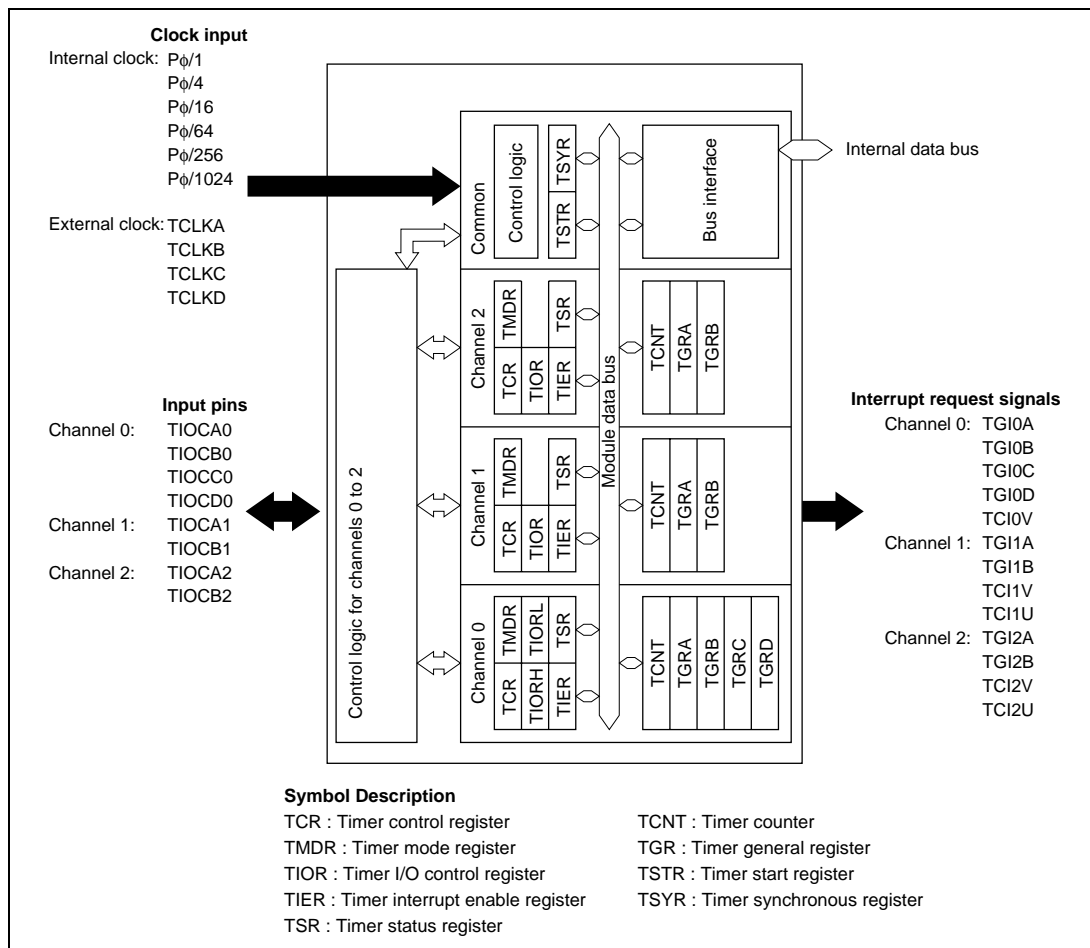 Clock input
Internal clock: Pϕ/1
Pϕ/4
Pϕ/16
Pϕ/64
Pϕ/256
Pϕ/1024
External clock: TCLKA
TCLKB
TCLKC
TCLKD
Input pins
Channel 0: TIOCA0
TIOCB0
TIOCC0
TIOCD0
Channel 1: TIOCA1
TIOCB1
Channel 2: TIOCA2
TIOCB2
Control logic for channels 0 to 2
Common
Control logic
TSTR TSYR
Bus interface
Internal data bus
Module data bus
Channel 2
TCR TMDR
TIOR
TIER TSR
TCNT
TGRA
TGRB
Channel 1
TCR TMDR
TIOR
TIER TSR
TCNT
TGRA
TGRB
Channel 0
TCR TMDR
TIORH TIORL
TIER TSR
TCNT
TGRA
TGRB
TGRC
TGRD
Interrupt request signals
Channel 0: TGI0A
TGI0B
TGI0C
TGI0D
TCI0V
Channel 1: TGI1A
TGI1B
TCI1V
TCI1U
Channel 2: TGI2A
TGI2B
TCI2V
TCI2U
Symbol Description
TCR : Timer control register
TMDR : Timer mode register
TIOR : Timer I/O control register
TIER : Timer interrupt enable register
TSR : Timer status register
TCNT : Timer counter
TGR : Timer general register
TSTR : Timer start register
TSYR : Timer synchronous register